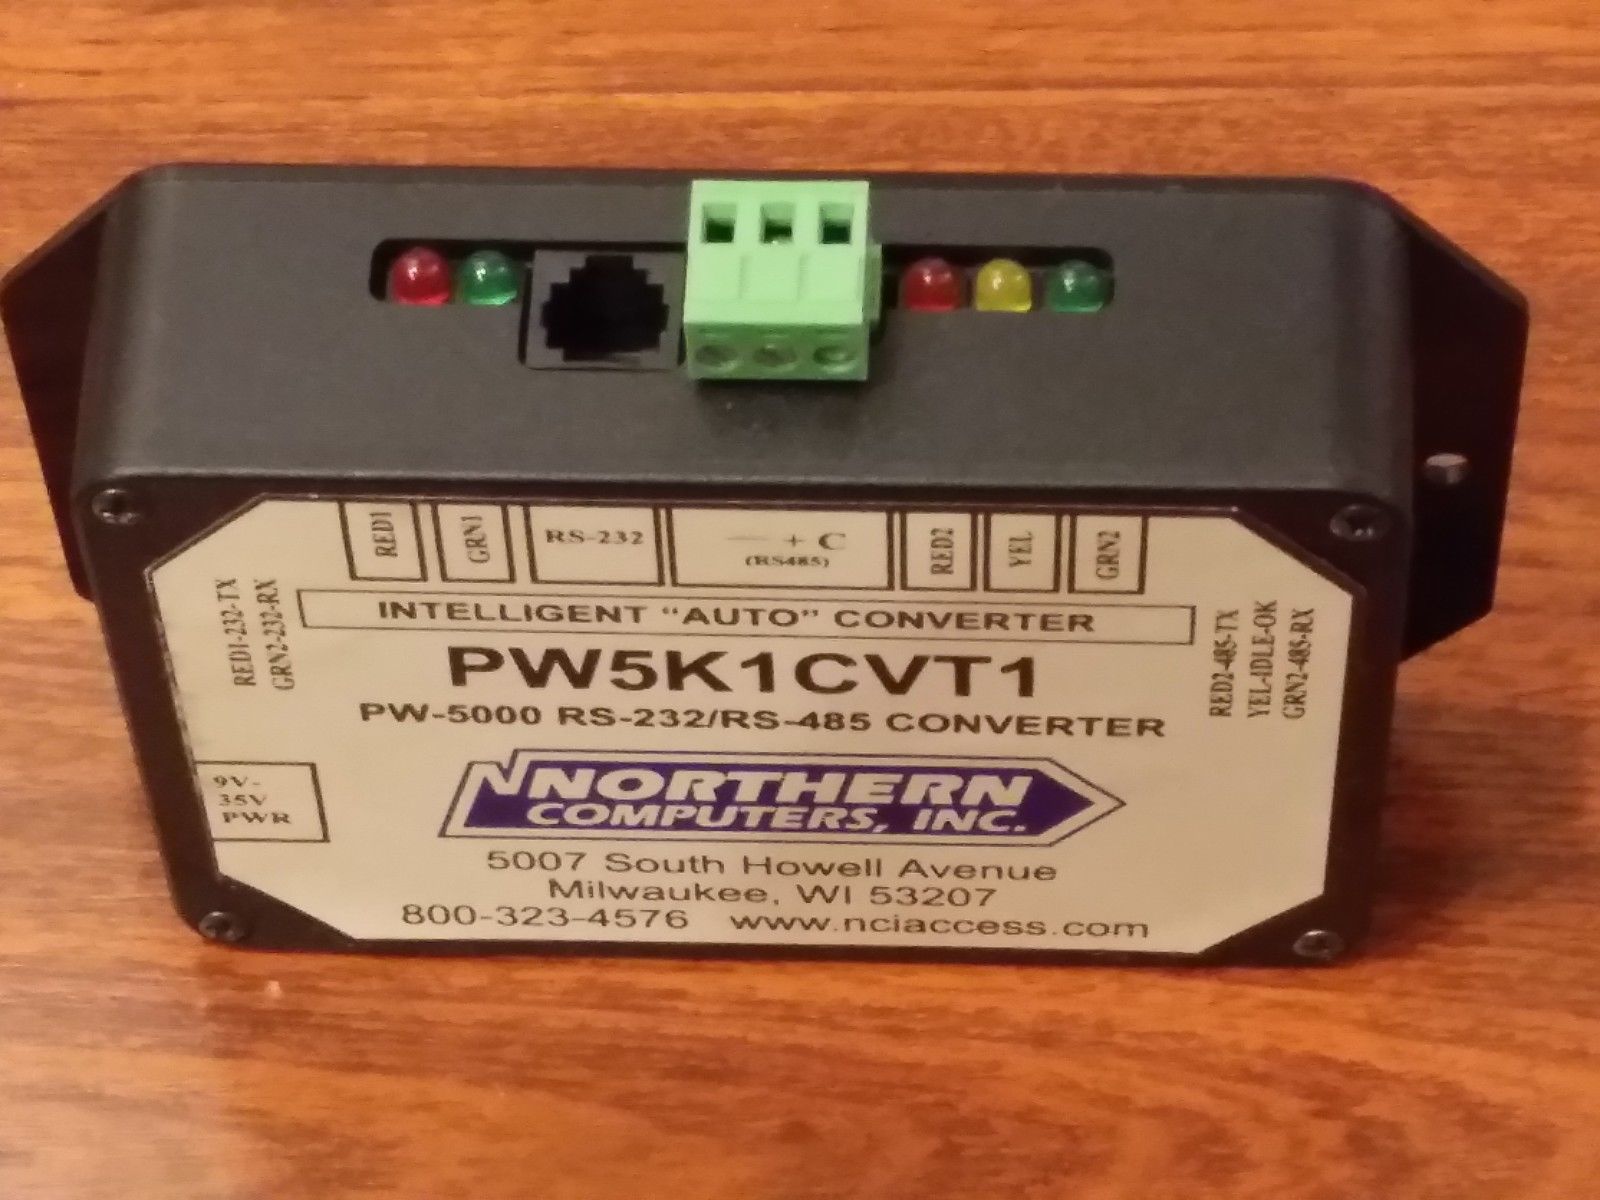 RED1
GRN1
RS-232
— + C
(RS485)
RED2
YEL
GRN2
RED1-232-TX
GRN2-232-RX
INTELLIGENT "AUTO" CONVERTER
RED2-485-TX
YEL-IDLE-OK
GRN2-485-RX
PW5K1CVT1
PW-5000 RS-232/RS-485 CONVERTER
9V-
35V
PWR
NORTHERN
COMPUTERS, INC.
5007 South Howell Avenue
Milwaukee, WI 53207
800-323-4576 www.nciaccess.com